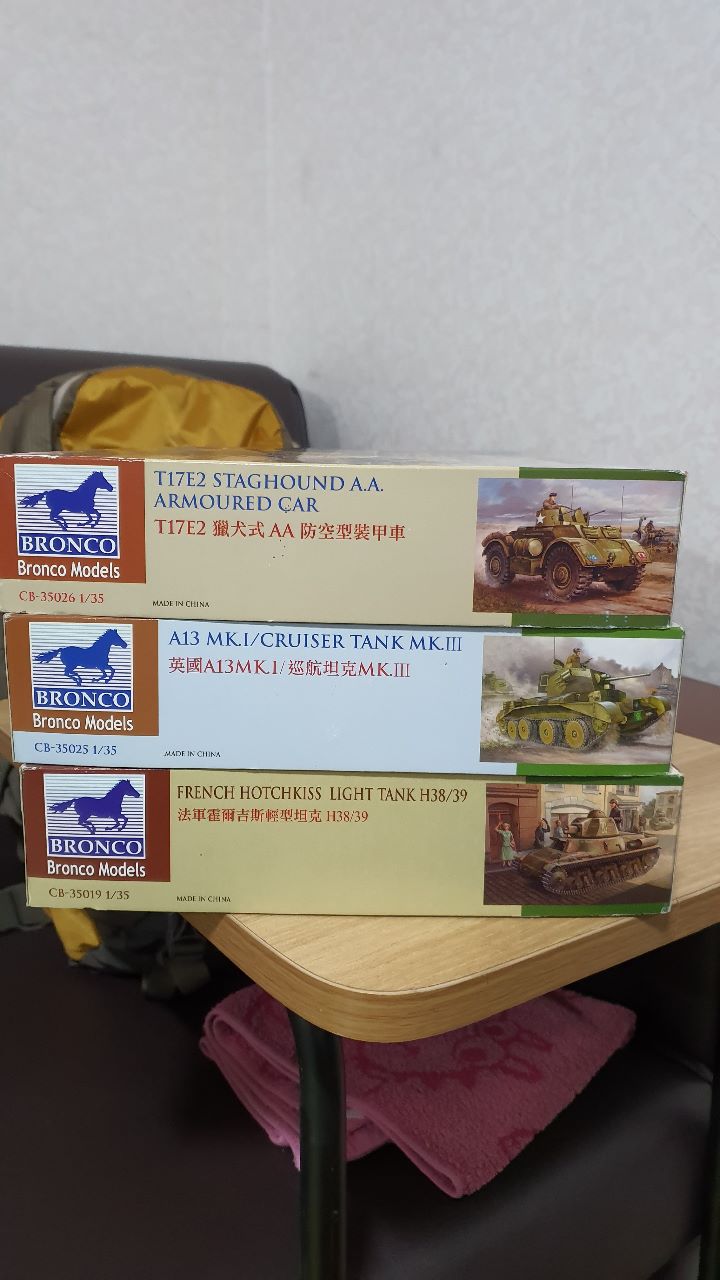 T17E2 STAGHOUND A.A.
ARMOURED CAR
T17E2 獵犬式 AA 防空型裝甲車
BRONCO
Bronco Models
CB-35026 1/35
MADE IN CHINA
A13 MK.I/CRUISER TANK MK.III
英國A13MK.I/巡航坦克MK.III
BRONCO
Bronco Models
CB-35025 1/35
MADE IN CHINA
FRENCH HOTCHKISS LIGHT TANK H38/39
法軍霍爾吉斯輕型坦克 H38/39
BRONCO
Bronco Models
CB-35019 1/35
MADE IN CHINA